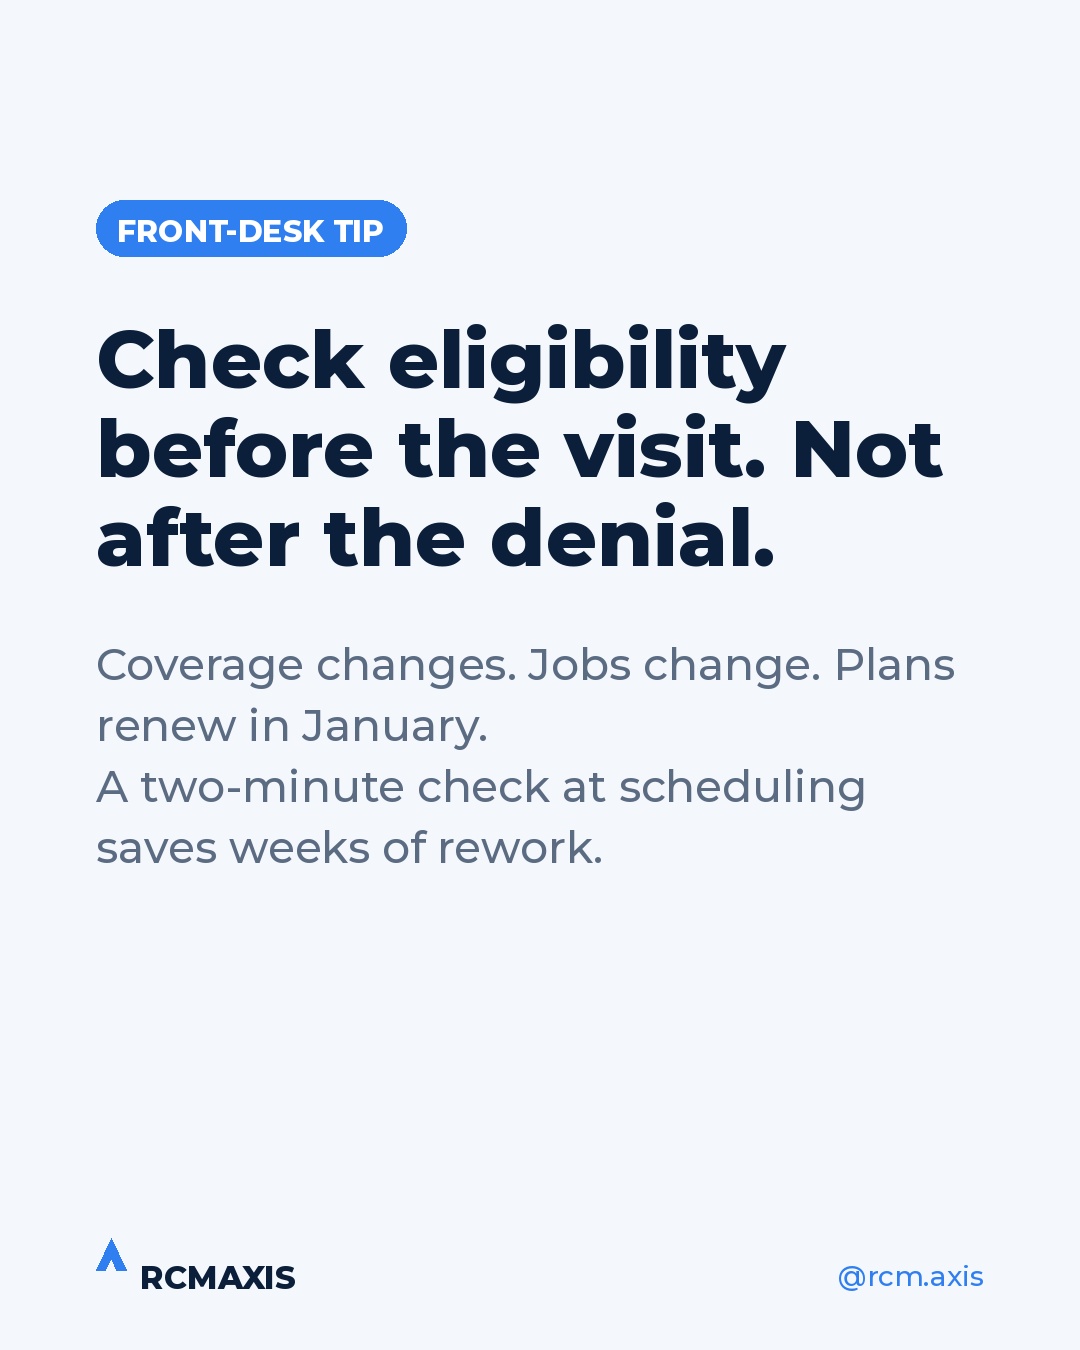 FRONT-DESK TIP
Check eligibility
before the visit. Not
after the denial.
Coverage changes. Jobs change. Plans
renew in January.
A two-minute check at scheduling
saves weeks of rework.
RCMAXIS
@rcm.axis